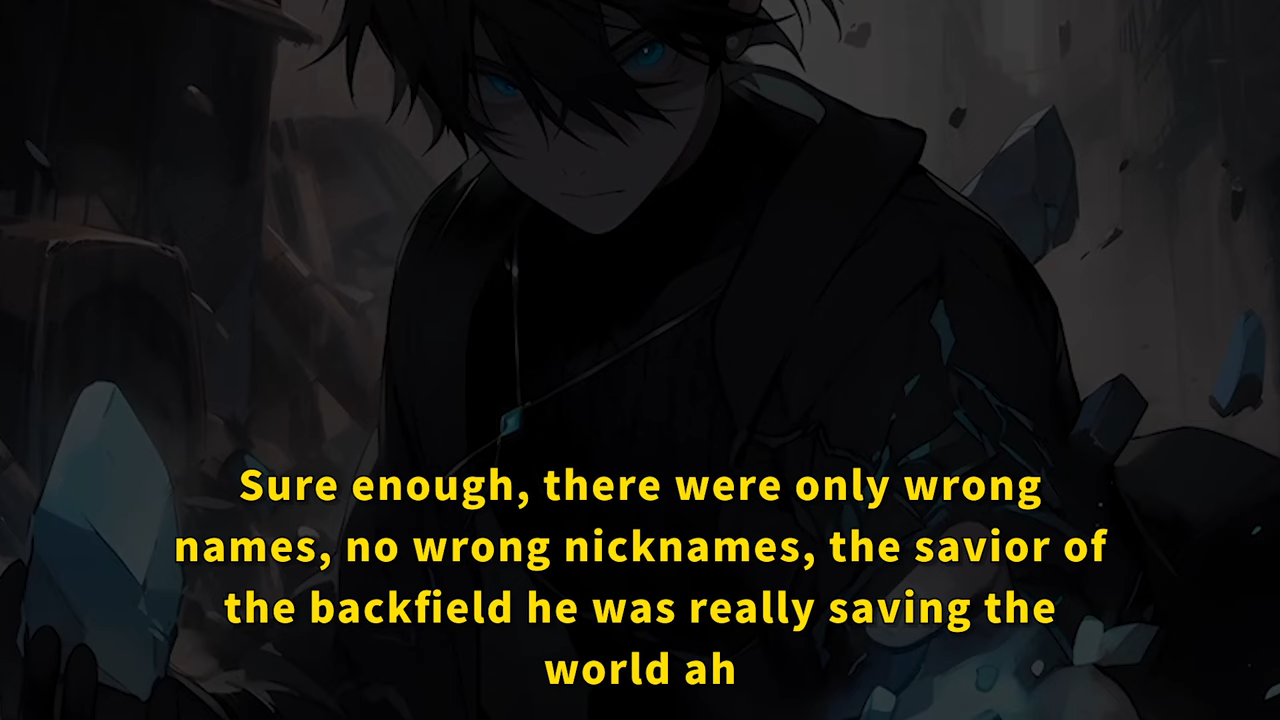 Sure enough, there were only wrong
names, no wrong nicknames, the savior of
the backfield he was really saving the
world ah